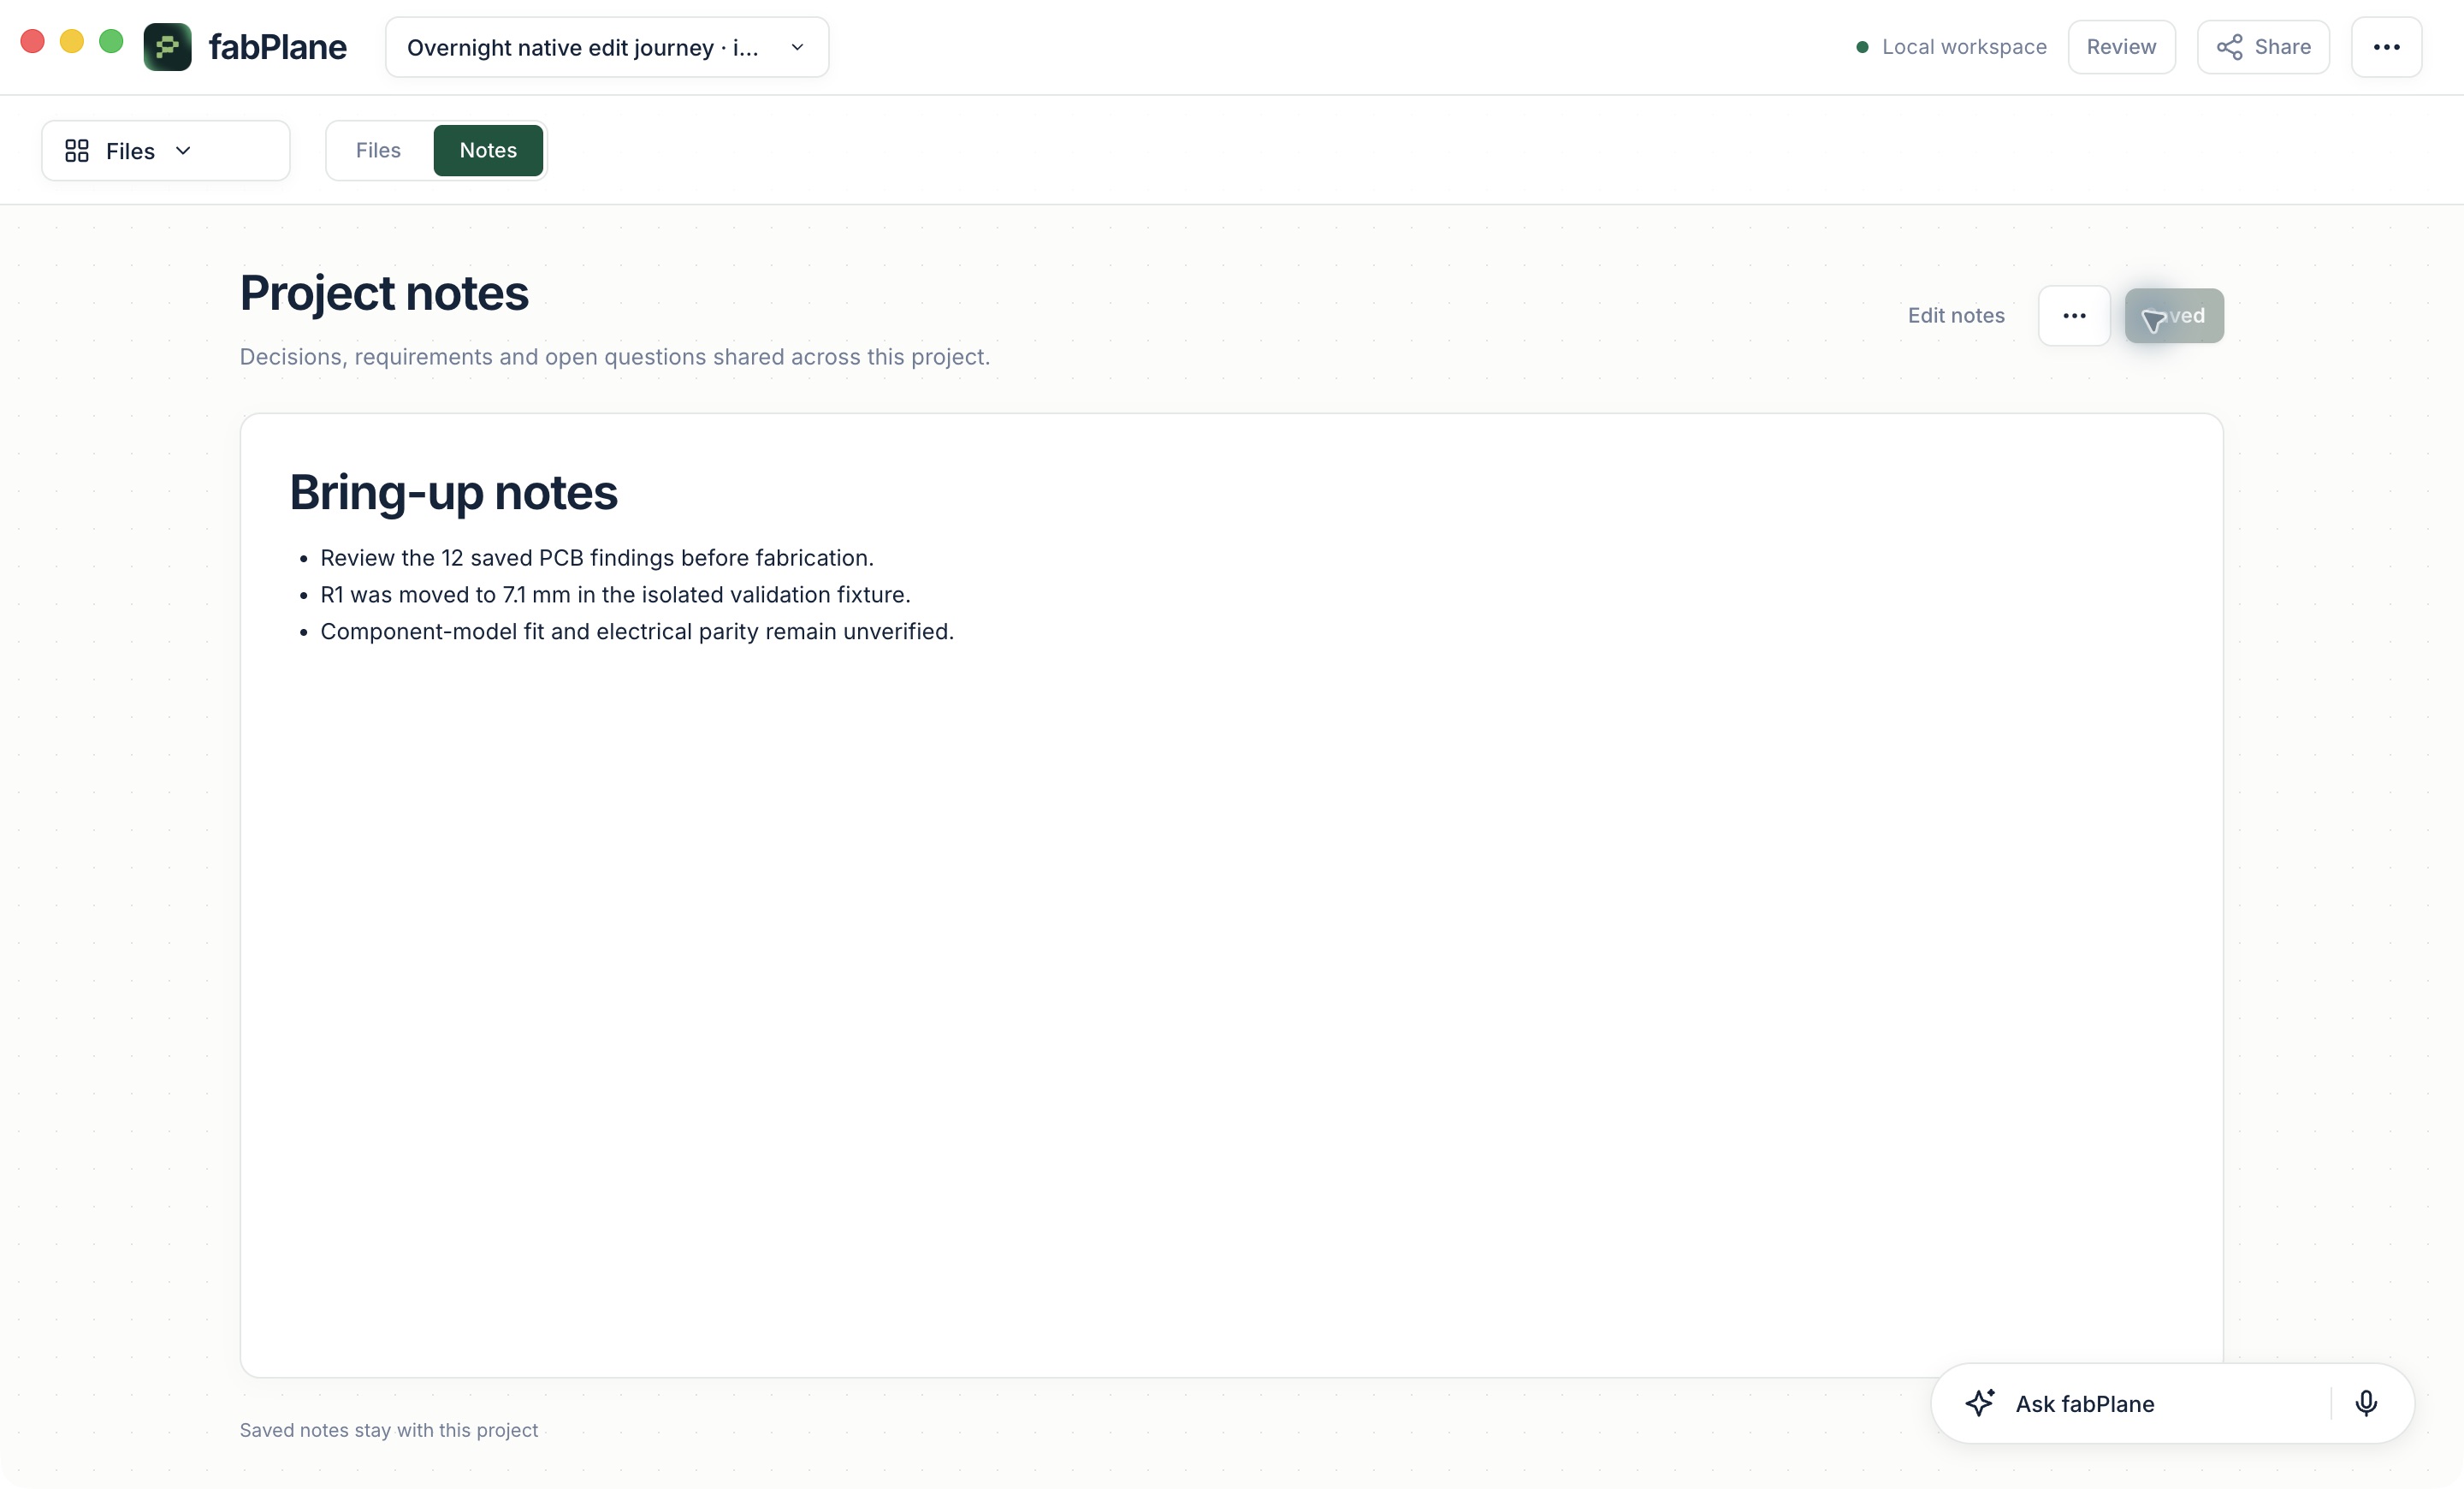 fabPlane
Overnight native edit journey · i...
Local workspace
Review
Share
Files
Files
Notes
Project notes
Decisions, requirements and open questions shared across this project.
Edit notes
Bring-up notes
• Review the 12 saved PCB findings before fabrication.
• R1 was moved to 7.1 mm in the isolated validation fixture.
• Component-model fit and electrical parity remain unverified.
Saved notes stay with this project
Ask fabPlane